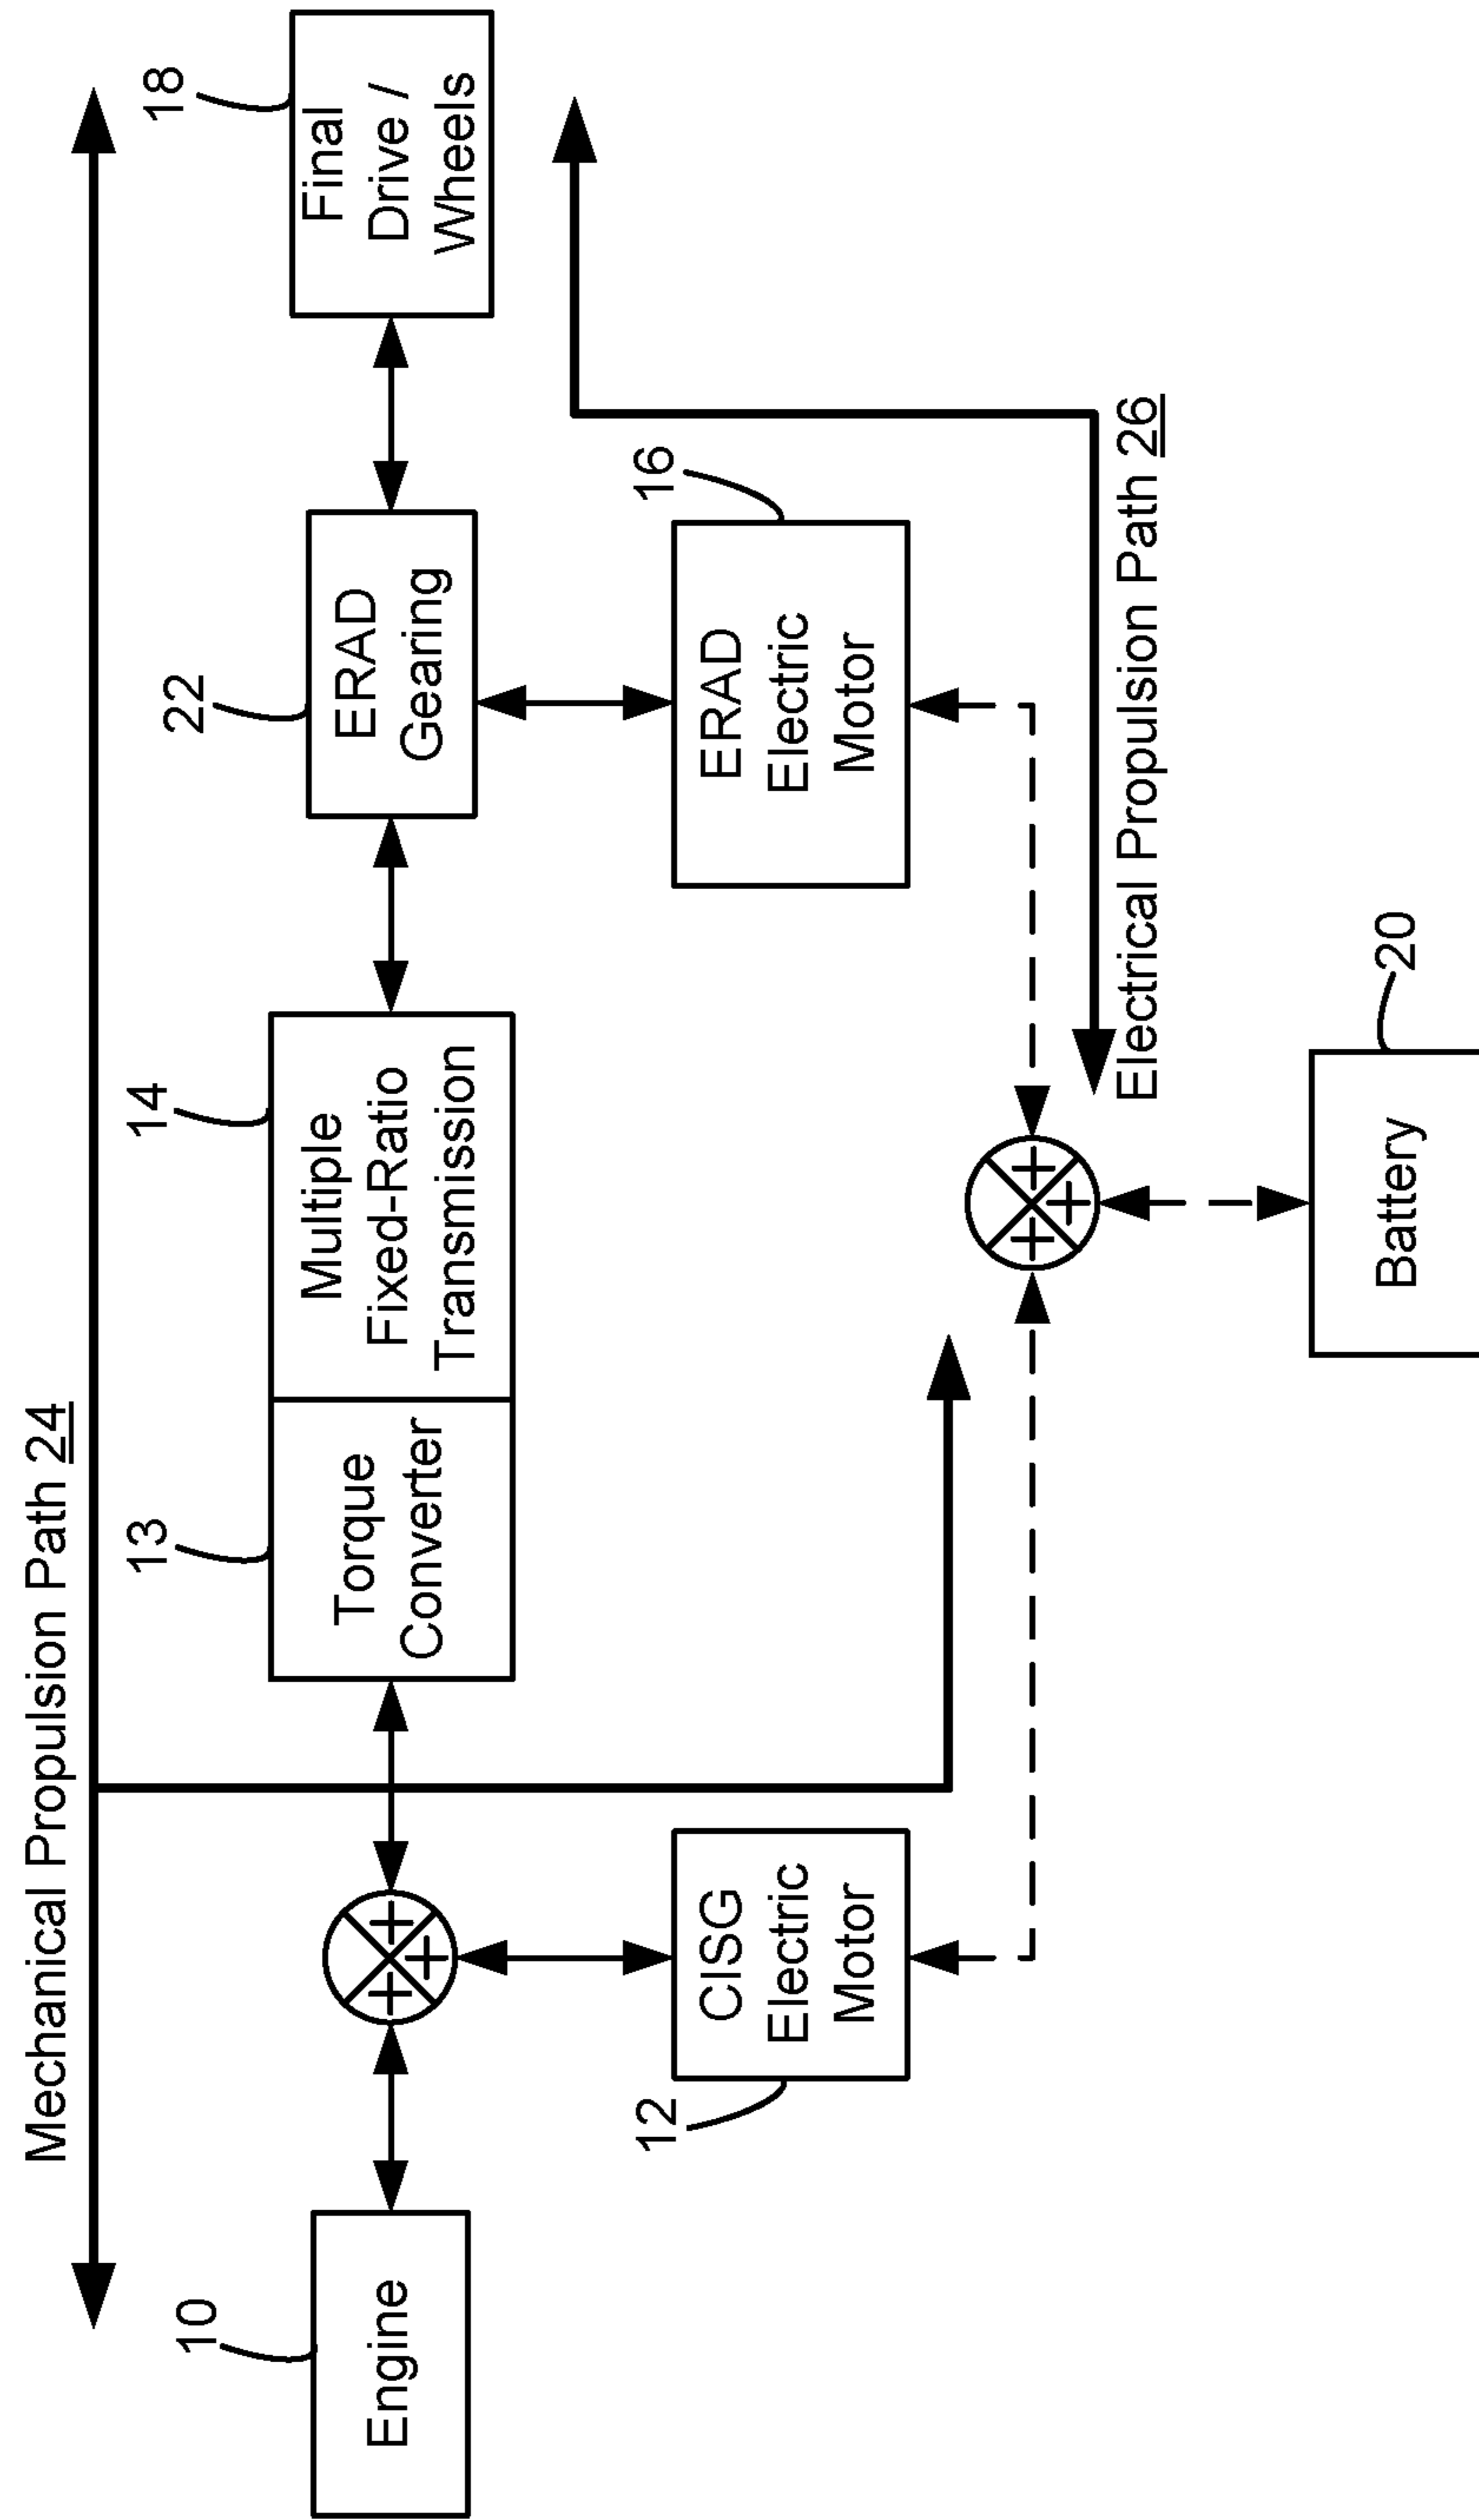 Mechanical Propulsion Path 24
10
13
14
22
18
Engine
Torque
Converter
Multiple
Fixed-Ratio
Transmission
ERAD
Gearing
Final
Drive /
Wheels
12
CISG
Electric
Motor
16
ERAD
Electric
Motor
+
+
+
+
+
+
Electrical Propulsion Path 26
20
Battery